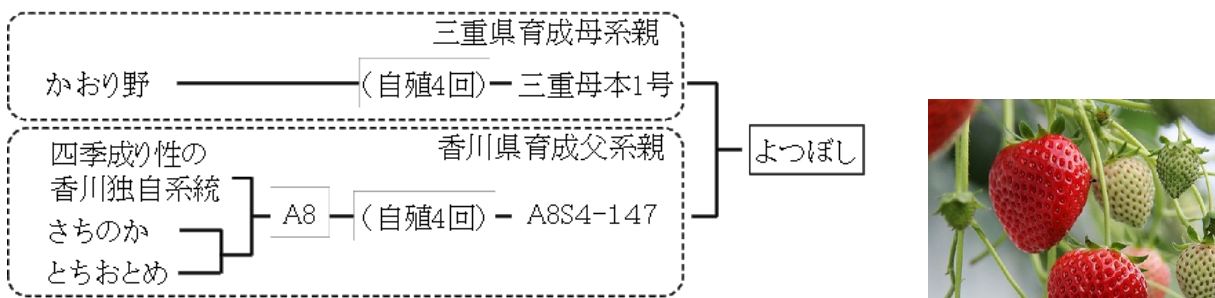 三重県育成母系親
かおり野
(自殖4回)
三重母本1号
四季成り性の
香川独自系統
香川県育成父系親
さちのか
とちおとめ
A8
(自殖4回)
A8S4-147
よつぼし